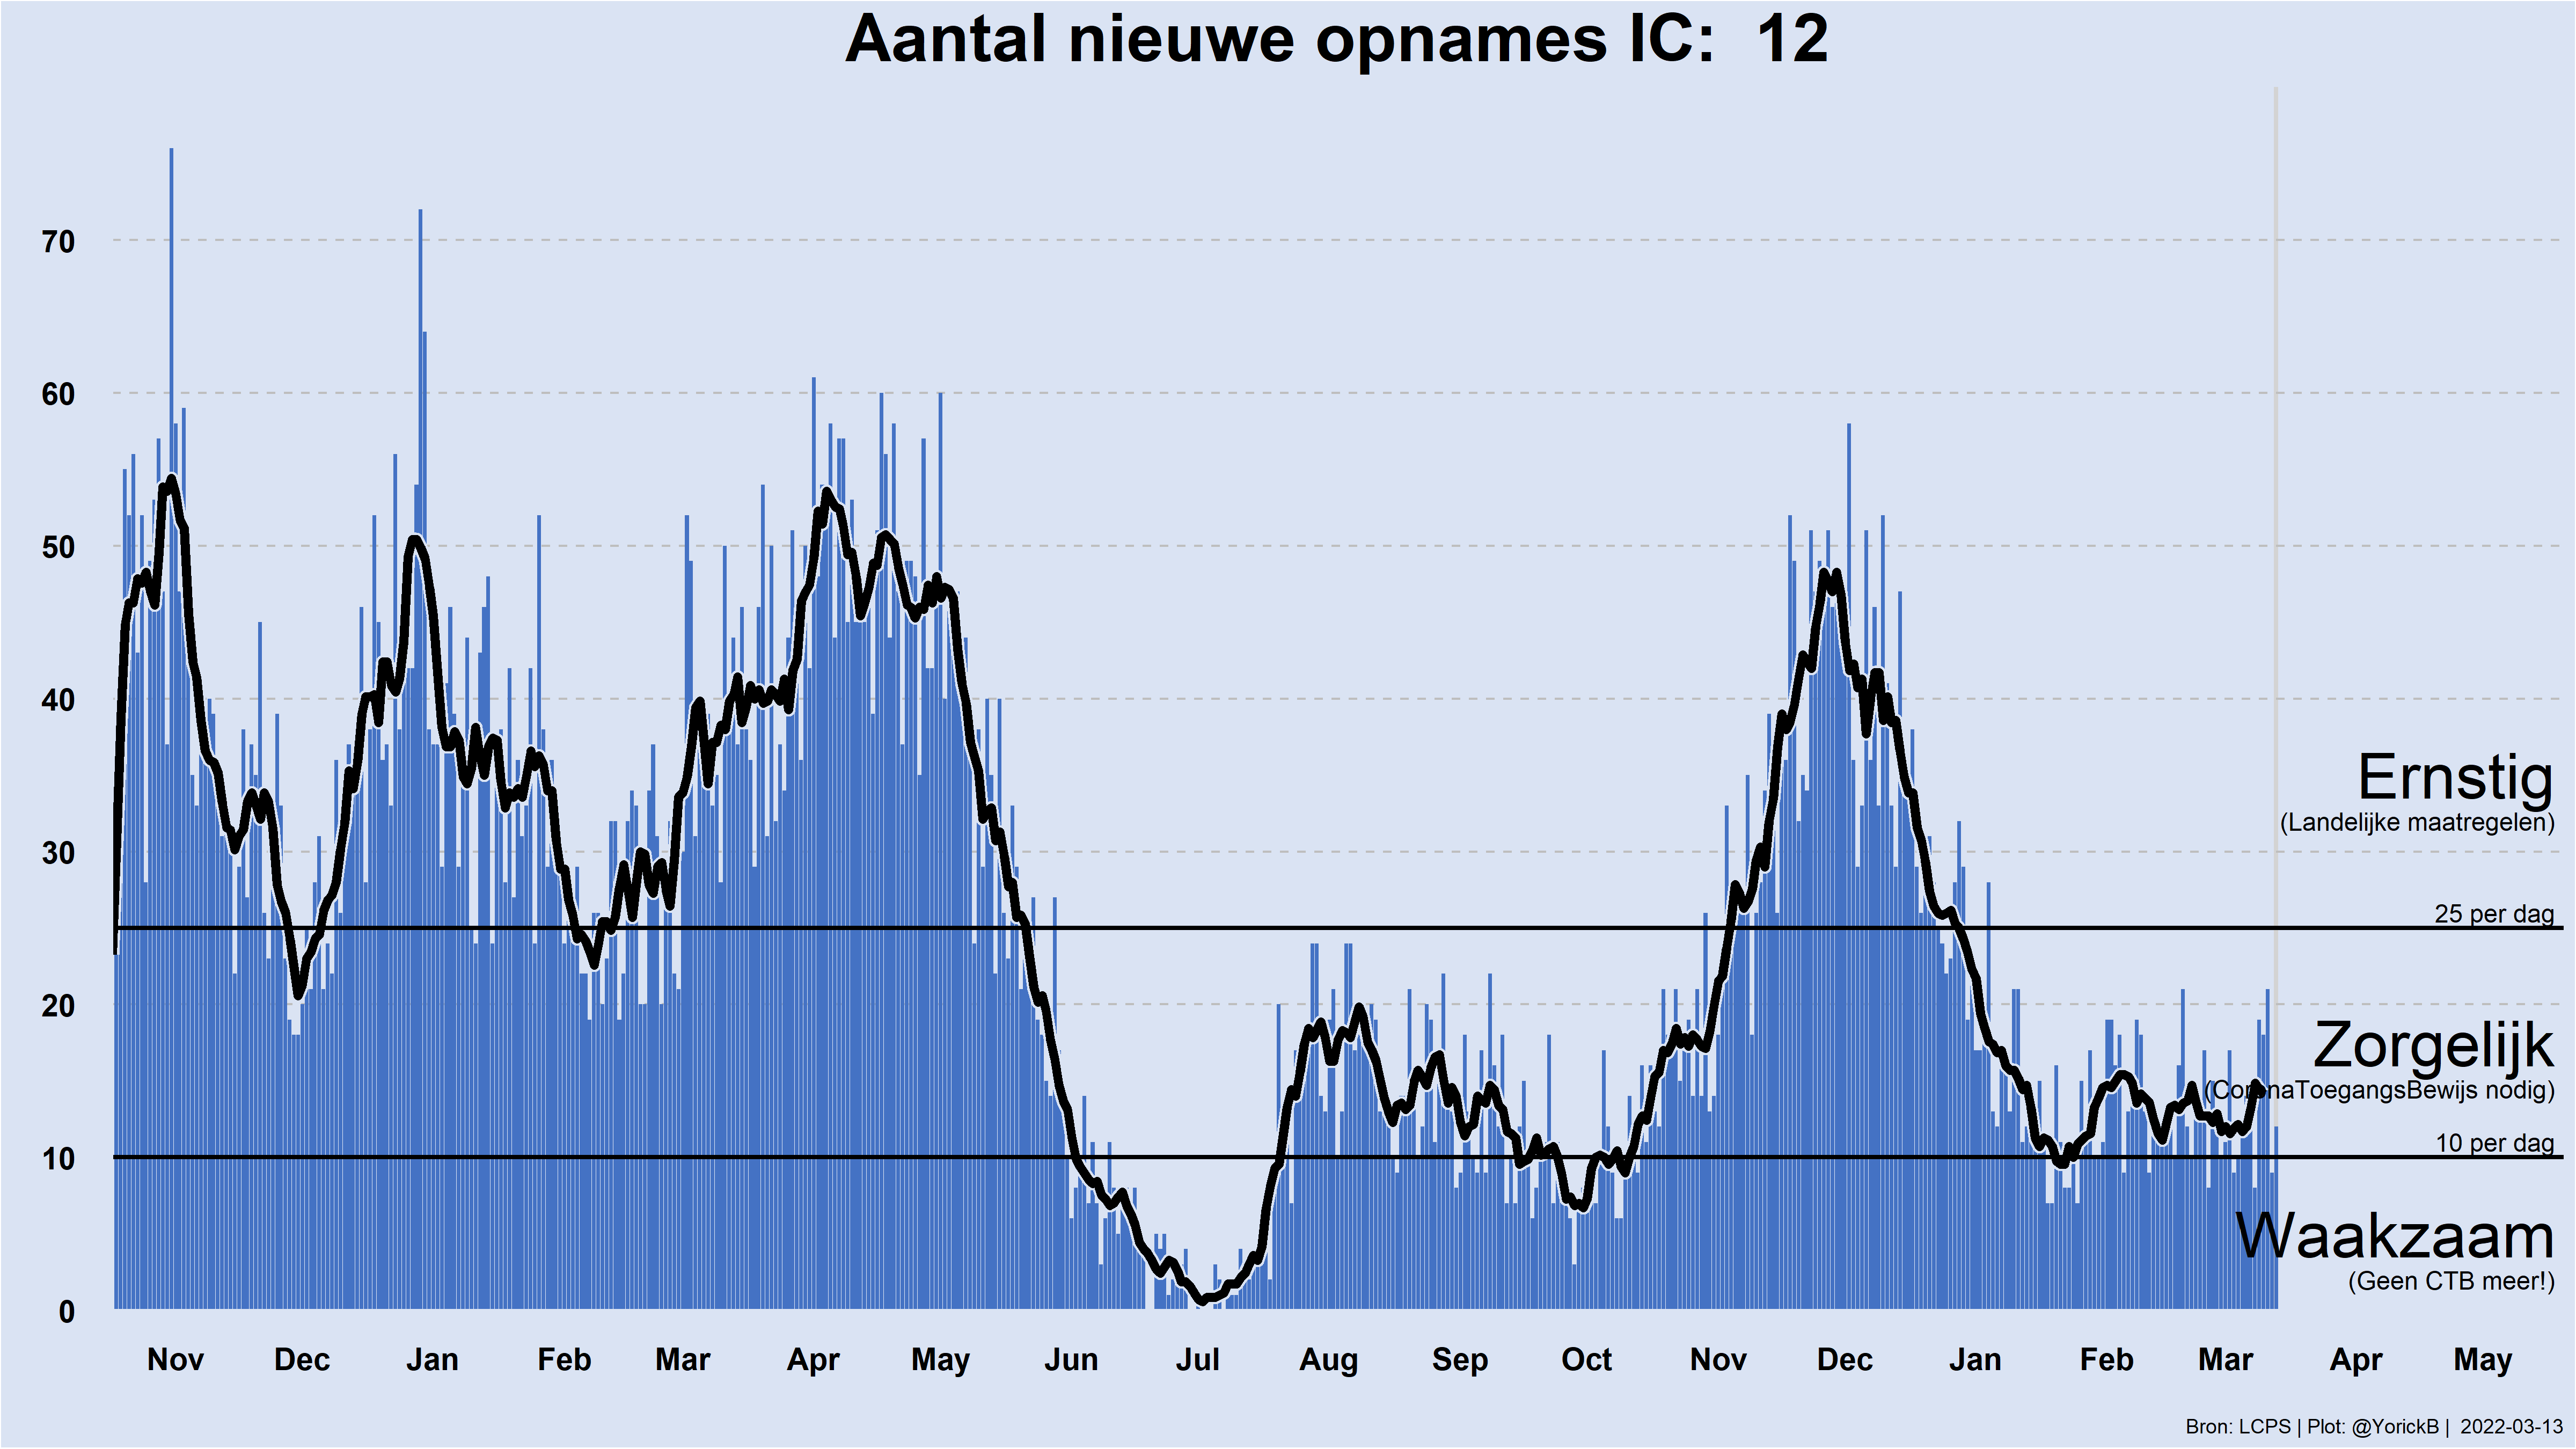 Aantal nieuwe opnames IC:  12
70
60
50
40
30
20
10
0
Ernstig
(Landelijke maatregelen)
25 per dag
Zorgelijk
(CoronaToegangsBewijs nodig)
10 per dag
Waakzaam
(Geen CTB meer!)
Nov Dec Jan Feb Mar Apr May Jun Jul Aug Sep Oct Nov Dec Jan Feb Mar Apr May
Bron: LCPS | Plot: @YorickB |  2022-03-13